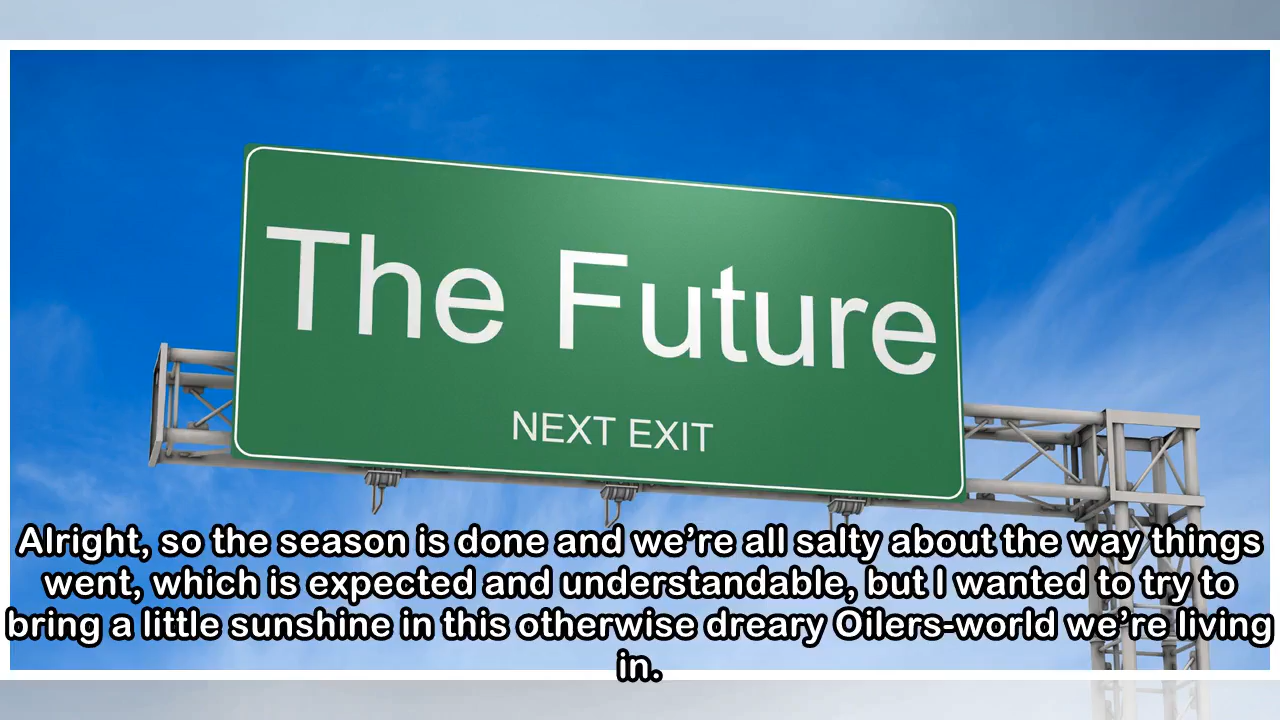 The Future
NEXT EXIT
Alright, so the season is done and we’re all salty about the way things
went, which is expected and understandable, but I wanted to try to
bring a little sunshine in this otherwise dreary Oilers-world we’re living
in.